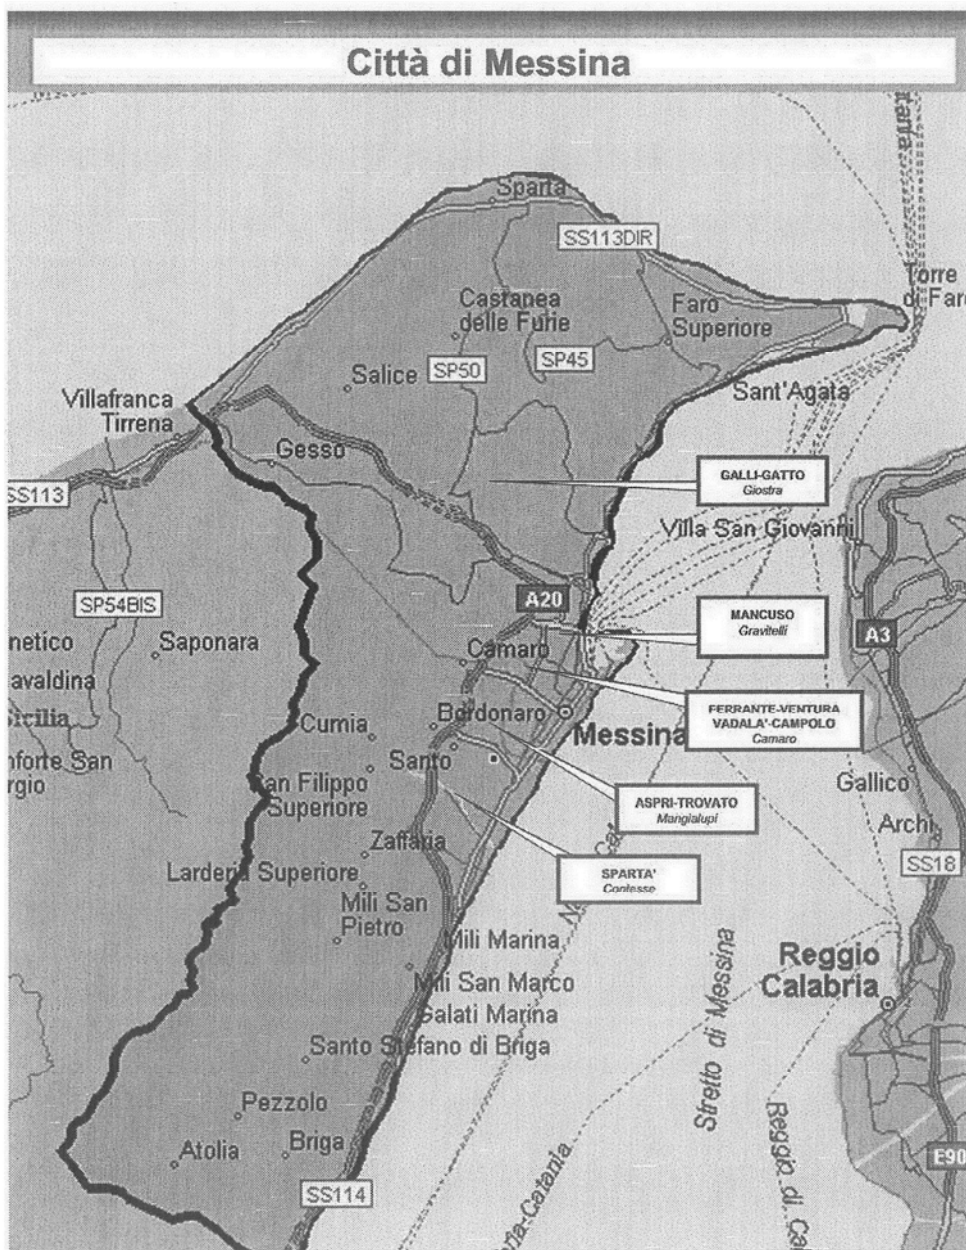 Città di Messina
Sparta
SS113DIR
Torre
di Faro
Castanea
delle Furie
Faro
Superiore
SP50
SP45
Salice
Sant'Agata
Villafranca
Tirrena
Gesso
SS113
GALLI-GATTO
Giostra
Villa San Giovanni
A20
SP54BIS
MANCUSO
Gravitelli
A3
Saponara
Camaro
FERRANTE-VENTURA
VADALA'-CAMPOLO
Camaro
Cumia
Bordonaro
Messina
Santo
San Filippo
Superiore
Gallico
ASPRI-TROVATO
Mangialupi
Archi
Zaffaria
SS18
Larderia Superiore
SPARTA'
Contesse
Mili San
Pietro
Mili Marina
Reggio
Calabria
Mili San Marco
Galati Marina
Stretto di Messina
Santo Stefano di Briga
Pezzolo
Briga
Atolia
SS114
E90